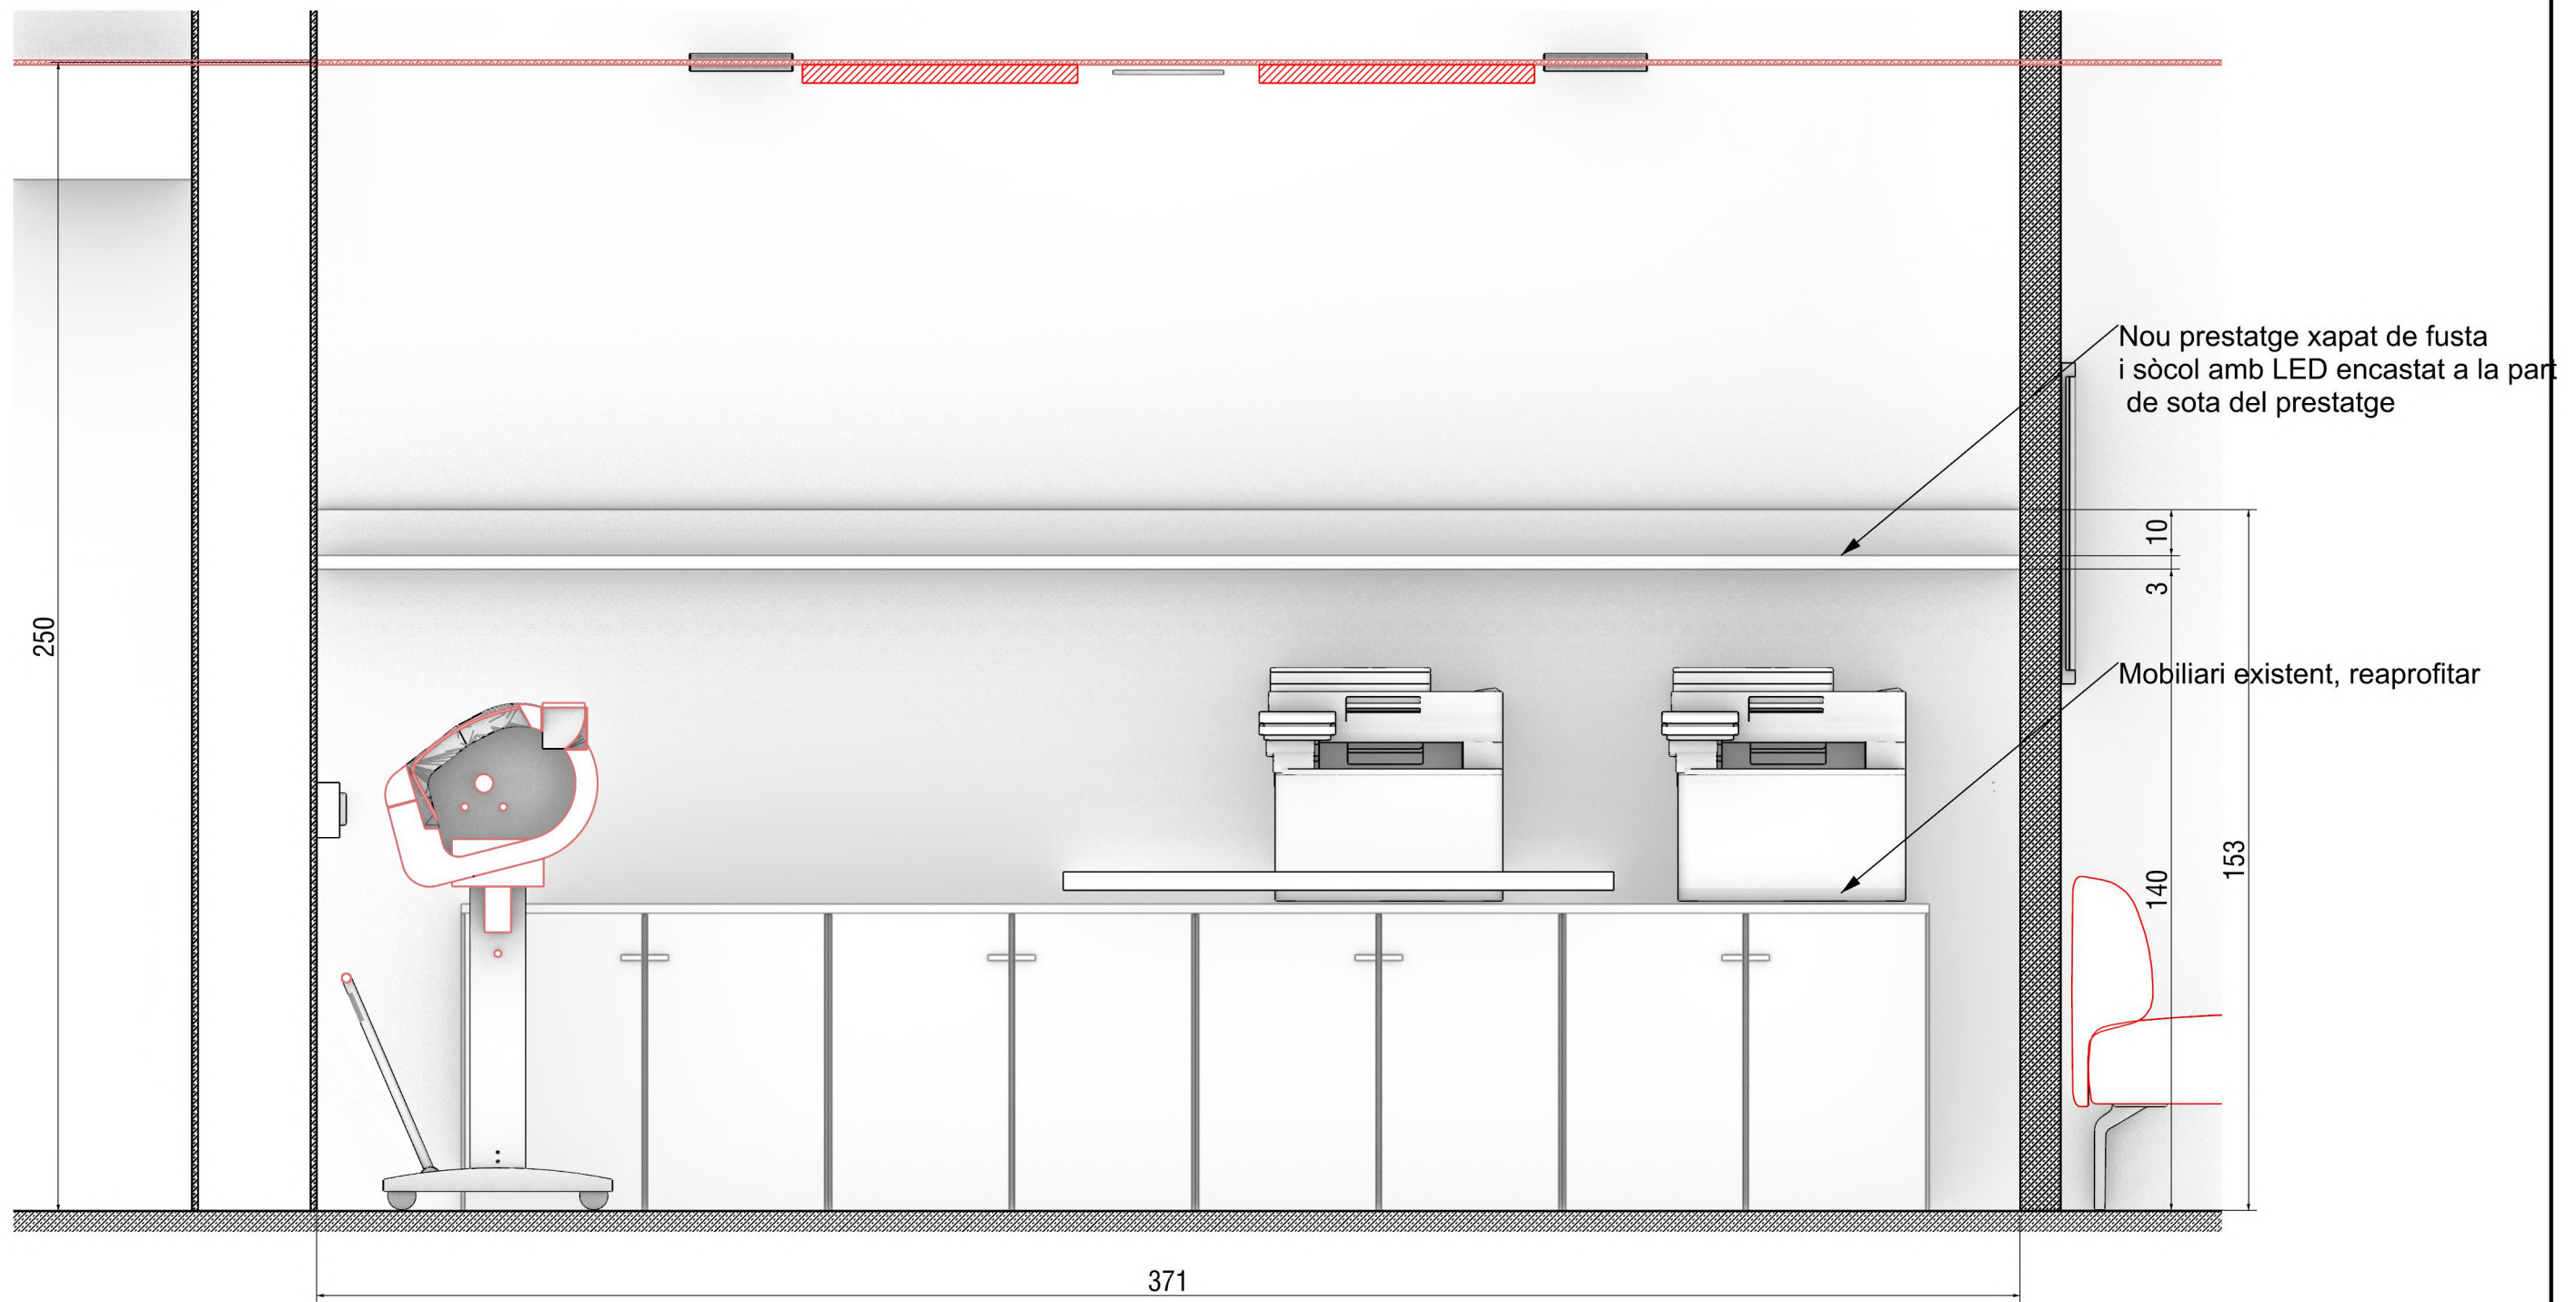 Nou prestatge xapat de fusta
i sòcol amb LED encastat a la part
de sota del prestatge
10
3
250
Mobiliari existent, reaprofitar
153
140
371